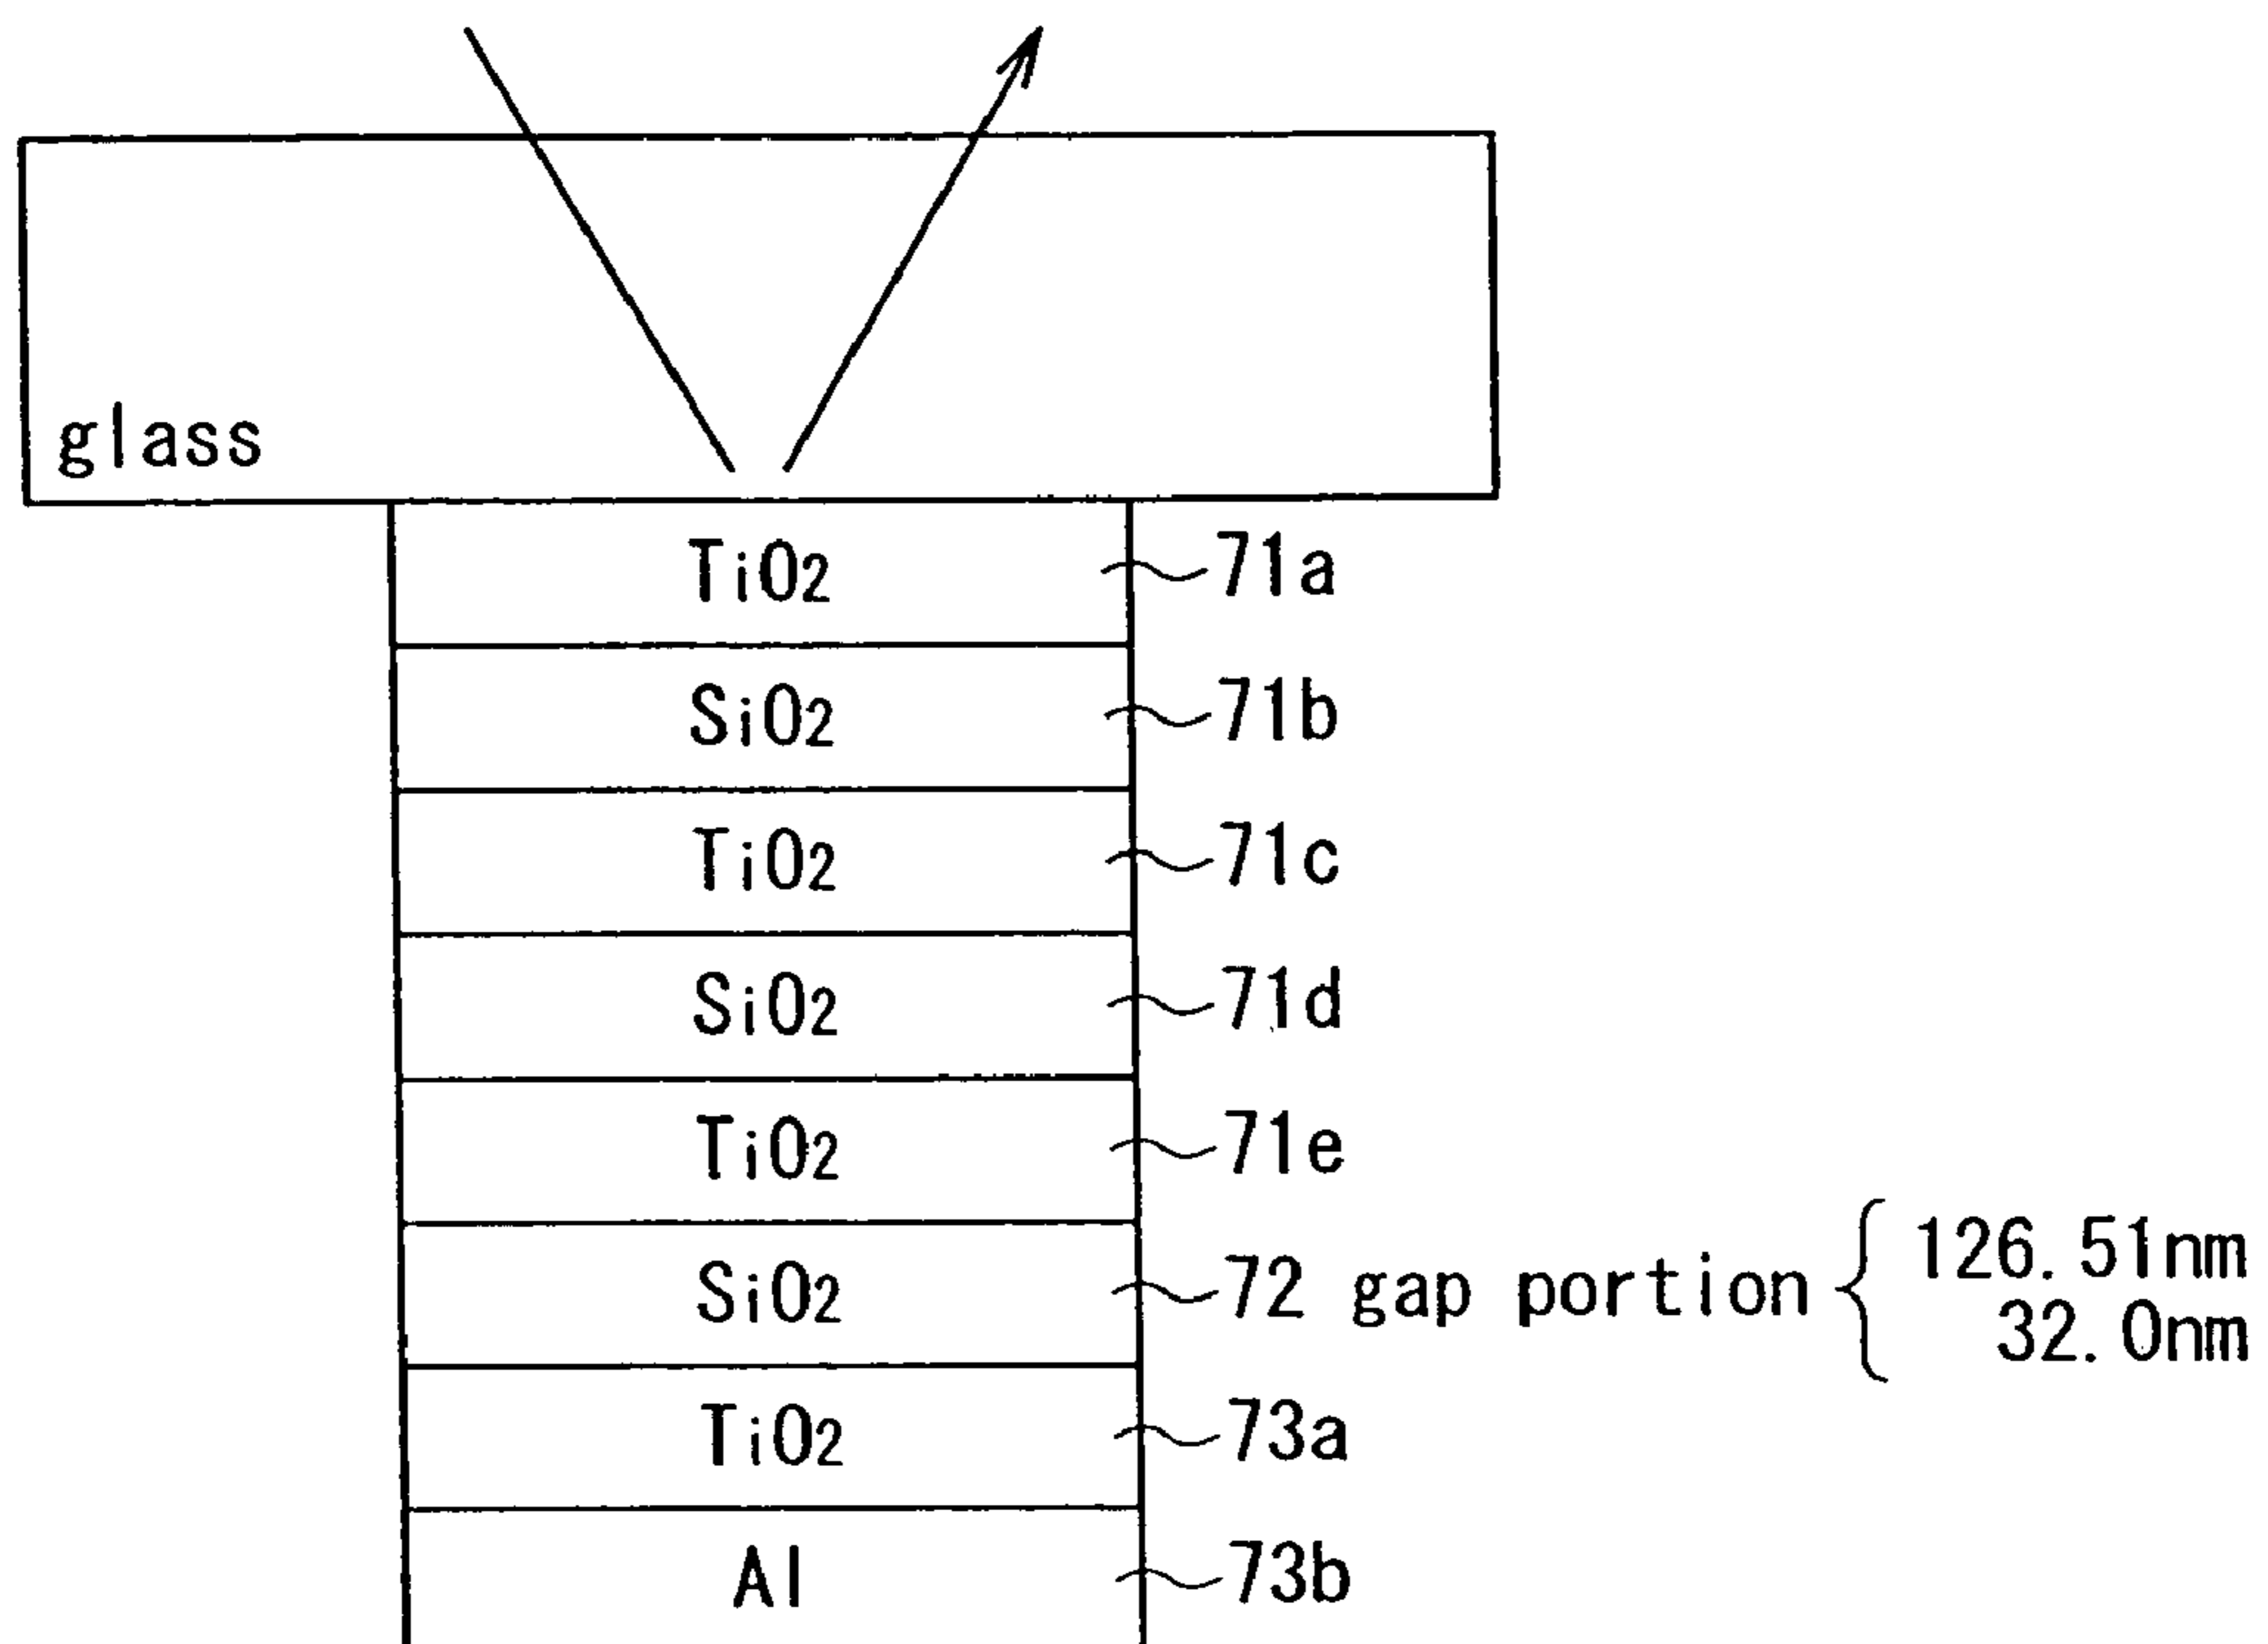 glass
TiO2 71a
SiO2 71b
TiO2 71c
SiO2 71d
TiO2 71e
SiO2 72 gap portion { 126.51nm
32.0nm
TiO2 73a
Al 73b